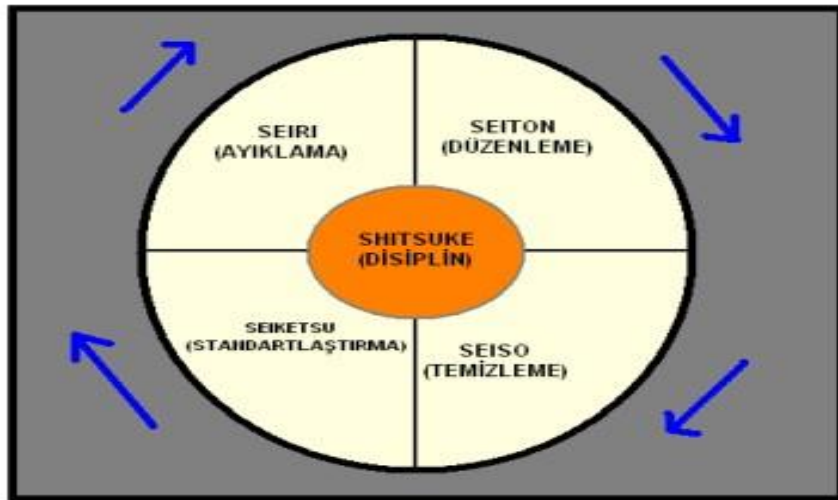 SEIRI
(AYIKLAMA)
SEITON
(DÜZENLEME)
SHITSUKE
(DİSİPLİN)
SEIKETSU
(STANDARTLAŞTIRMA)
SEISO
(TEMİZLEME)